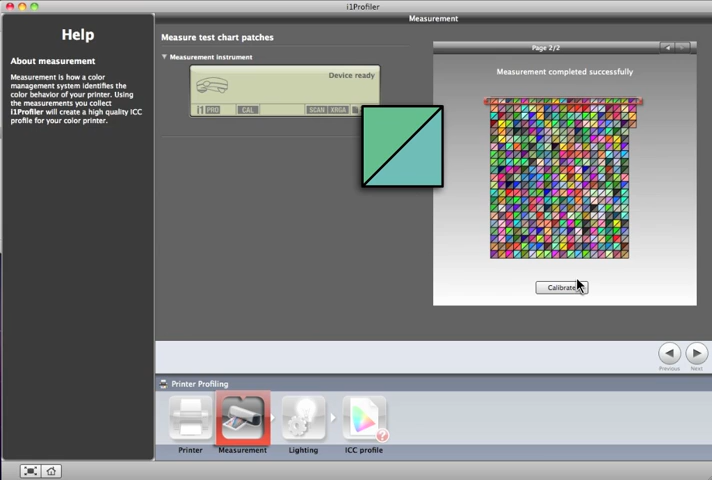 i1Profiler
Measurement
Help
About measurement
Measurement is how a color
management system identifies the
color behavior of your printer. Using
the measurements you collect
i1Profiler will create a high quality ICC
profile for your color printer.
Measure test chart patches
Measurement instrument
Device ready
i1 PRO CAL SCAN XRGA
Page 2/2
Measurement completed successfully
Calibrate
Previous Next
Printer Profiling
Printer Measurement Lighting ICC profile